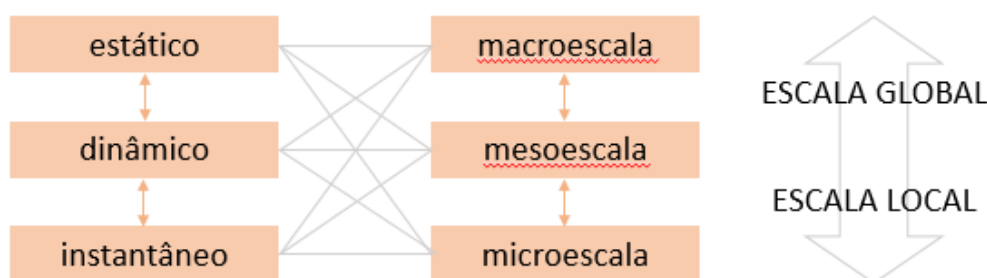 estático
macroescala
ESCALA GLOBAL
dinâmico
mesoescala
ESCALA LOCAL
instantâneo
microescala